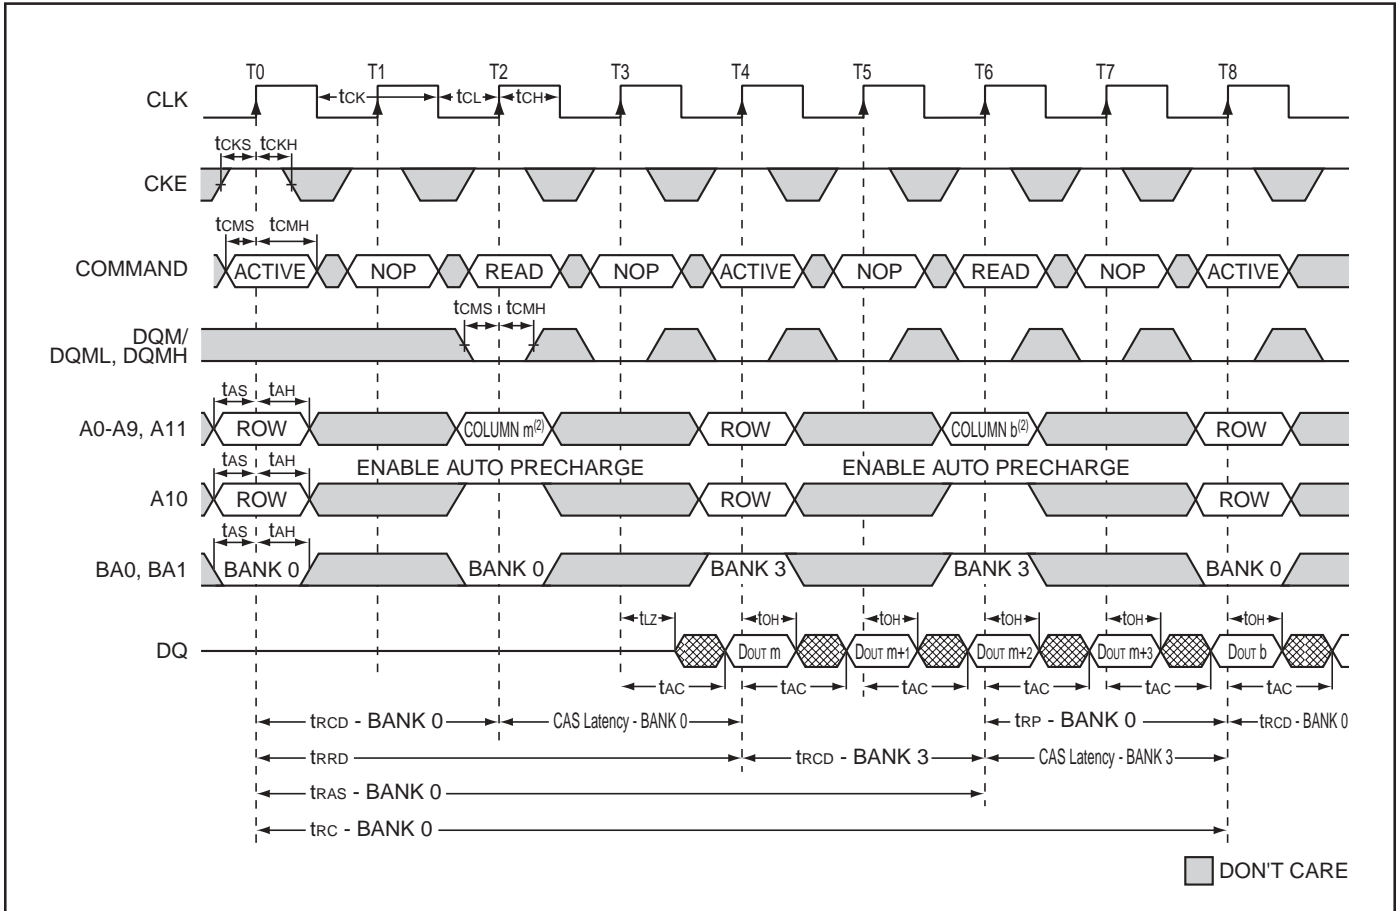 T0 T1 T2 T3 T4 T5 T6 T7 T8
CLK tCK tCL tCH
tCKS tCKH
CKE
tCMS tCMH
COMMAND ACTIVE NOP READ NOP ACTIVE NOP READ NOP ACTIVE
tCMS tCMH
DQM/
DQML, DQMH
tAS tAH
A0-A9, A11 ROW COLUMN m(2) ROW COLUMN b(2) ROW
tAS tAH ENABLE AUTO PRECHARGE ENABLE AUTO PRECHARGE
A10 ROW ROW ROW
tAS tAH
BA0, BA1 BANK 0 BANK 0 BANK 3 BANK 3 BANK 0
tLZ tOH tOH tOH tOH tOH
DQ DOUT m DOUT m+1 DOUT m+2 DOUT m+3 DOUT b
tAC tAC tAC tAC tAC tAC
tRCD - BANK 0 CAS Latency - BANK 0 tRP - BANK 0 tRCD - BANK 0
tRRD tRCD - BANK 3 CAS Latency - BANK 3
tRAS - BANK 0
tRC - BANK 0
DON'T CARE